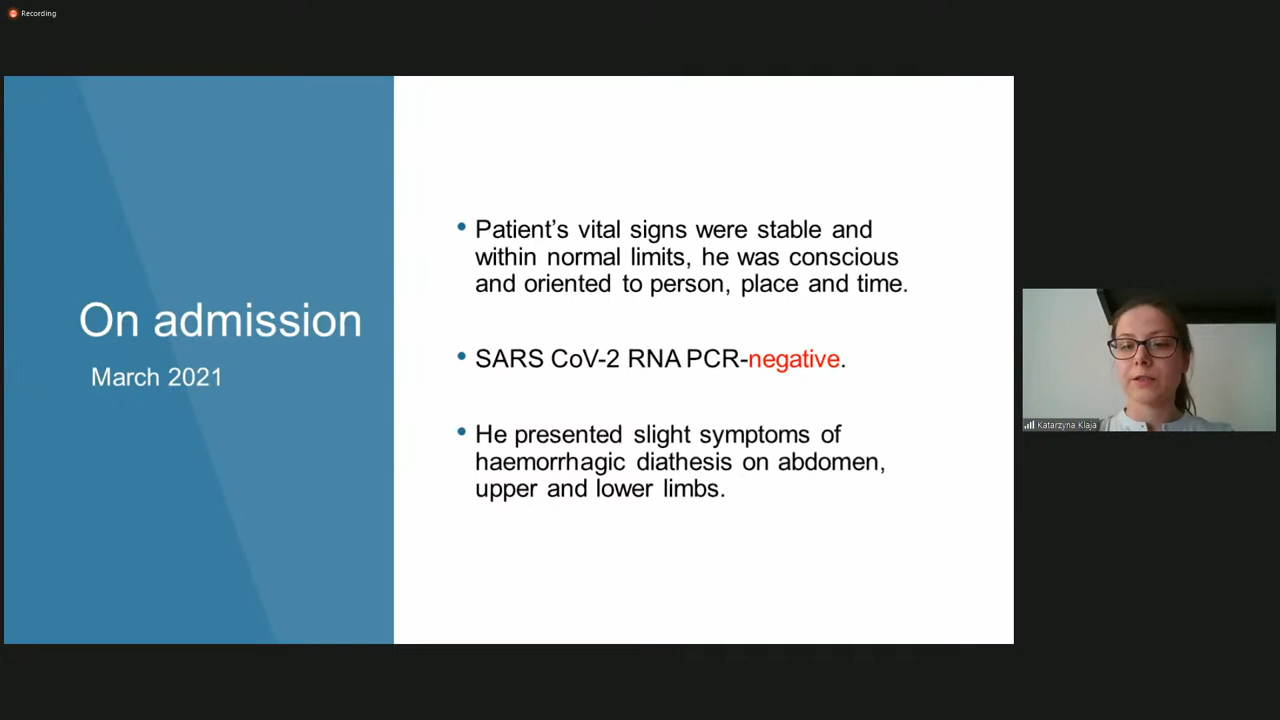 Recording
On admission
March 2021
• Patient’s vital signs were stable and
within normal limits, he was conscious
and oriented to person, place and time.
• SARS CoV-2 RNA PCR-negative.
• He presented slight symptoms of
haemorrhagic diathesis on abdomen,
upper and lower limbs.
Katarzyna Klaja